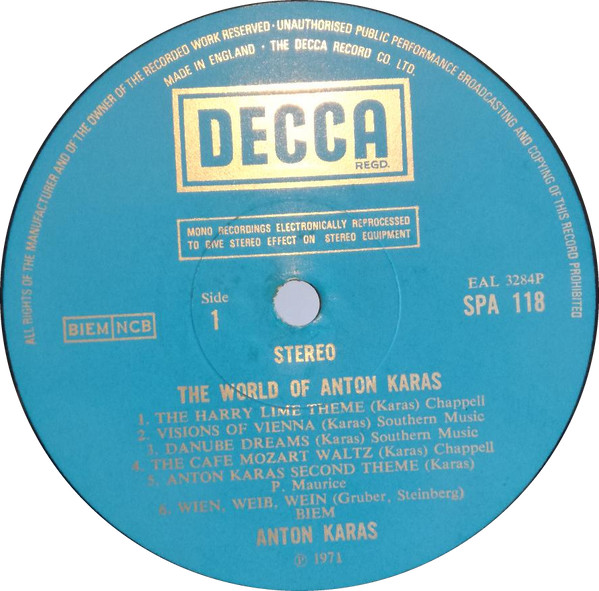 ALL RIGHTS OF THE MANUFACTURER AND OF THE OWNER OF THE RECORDED WORK RESERVED · UNAUTHORISED PUBLIC PERFORMANCE BROADCASTING AND COPYING OF THIS RECORD PROHIBITED
MADE IN ENGLAND · THE DECCA RECORD CO. LTD.
DECCA
REGD.
MONO RECORDINGS ELECTRONICALLY REPROCESSED
TO GIVE STEREO EFFECT ON STEREO EQUIPMENT
Side
1
EAL 3284P
SPA 118
BIEM NCB
STEREO
THE WORLD OF ANTON KARAS
1. THE HARRY LIME THEME (Karas) Chappell
2. VISIONS OF VIENNA (Karas) Southern Music
3. DANUBE DREAMS (Karas) Southern Music
4. THE CAFE MOZART WALTZ (Karas) Chappell
5. ANTON KARAS SECOND THEME (Karas)
P. Maurice
6. WIEN, WEIB, WEIN (Gruber, Steinberg)
BIEM
ANTON KARAS
℗ 1971